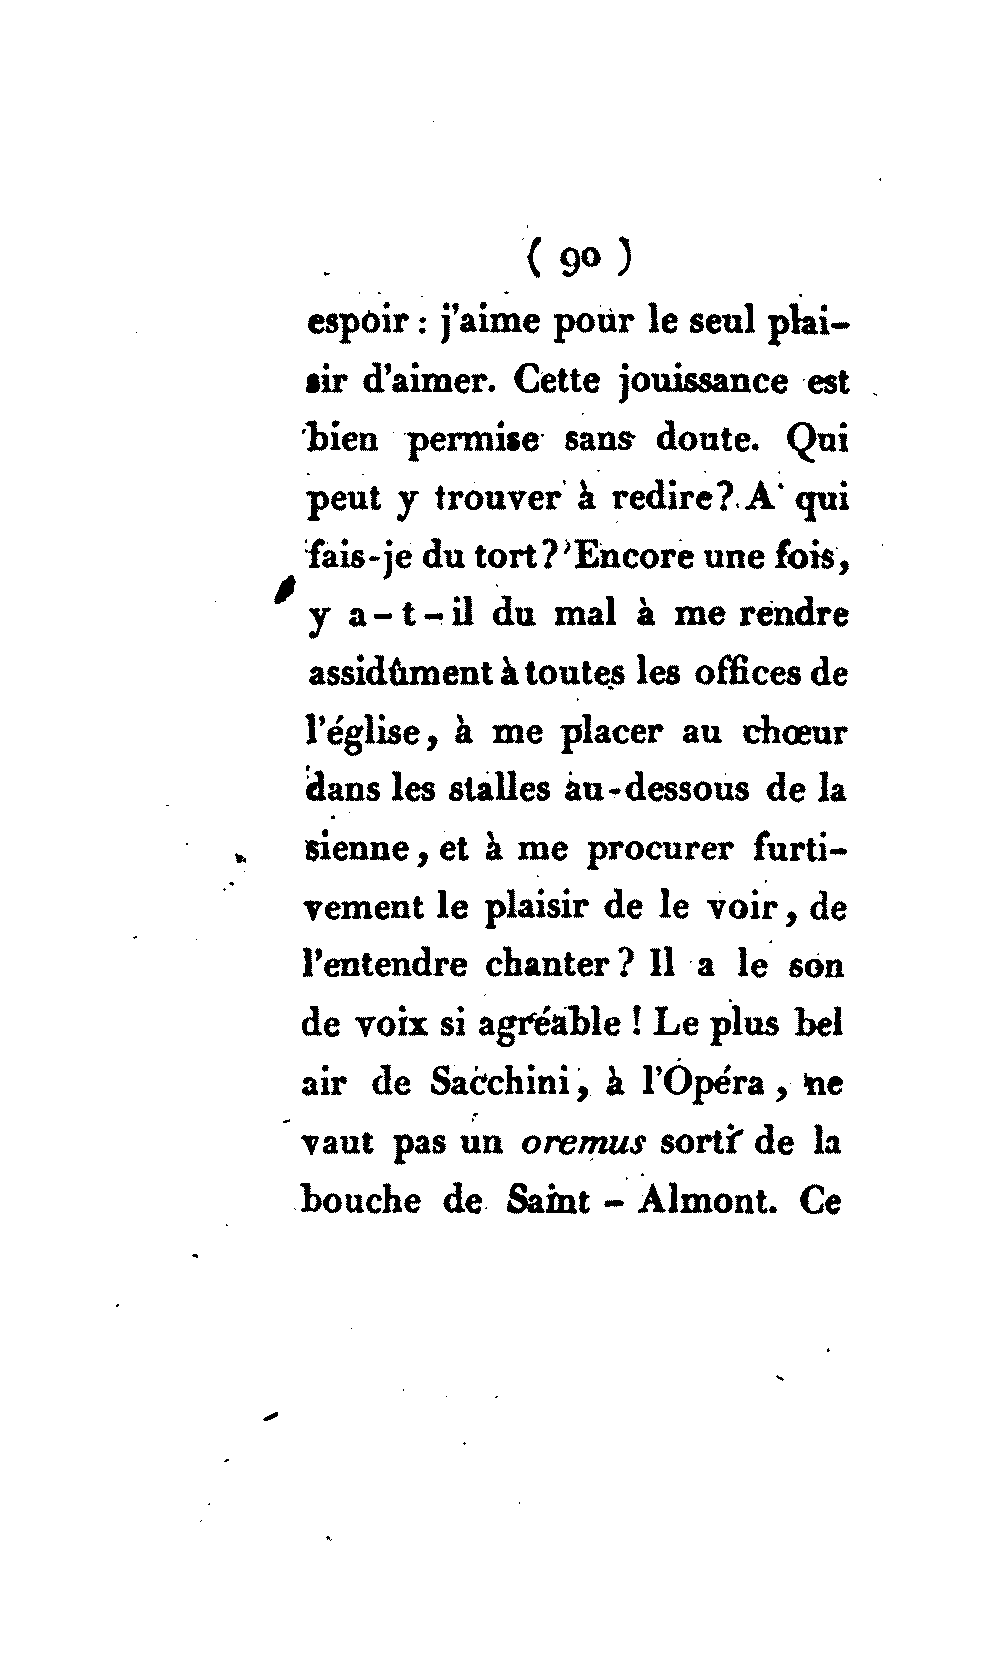 ( 90 )
espoir : j'aime pour le seul plai-
sir d'aimer. Cette jouissance est
bien permise sans doute. Qui
peut y trouver à redire? A qui
fais-je du tort? Encore une fois,
y a-t-il du mal à me rendre
assidûment à toutes les offices de
l'église, à me placer au chœur
dans les stalles au-dessous de la
sienne, et à me procurer furti-
vement le plaisir de le voir, de
l'entendre chanter? Il a le son
de voix si agréable! Le plus bel
air de Sacchini, à l'Opéra, ne
vaut pas un oremus sorti de la
bouche de Saint-Almont. Ce